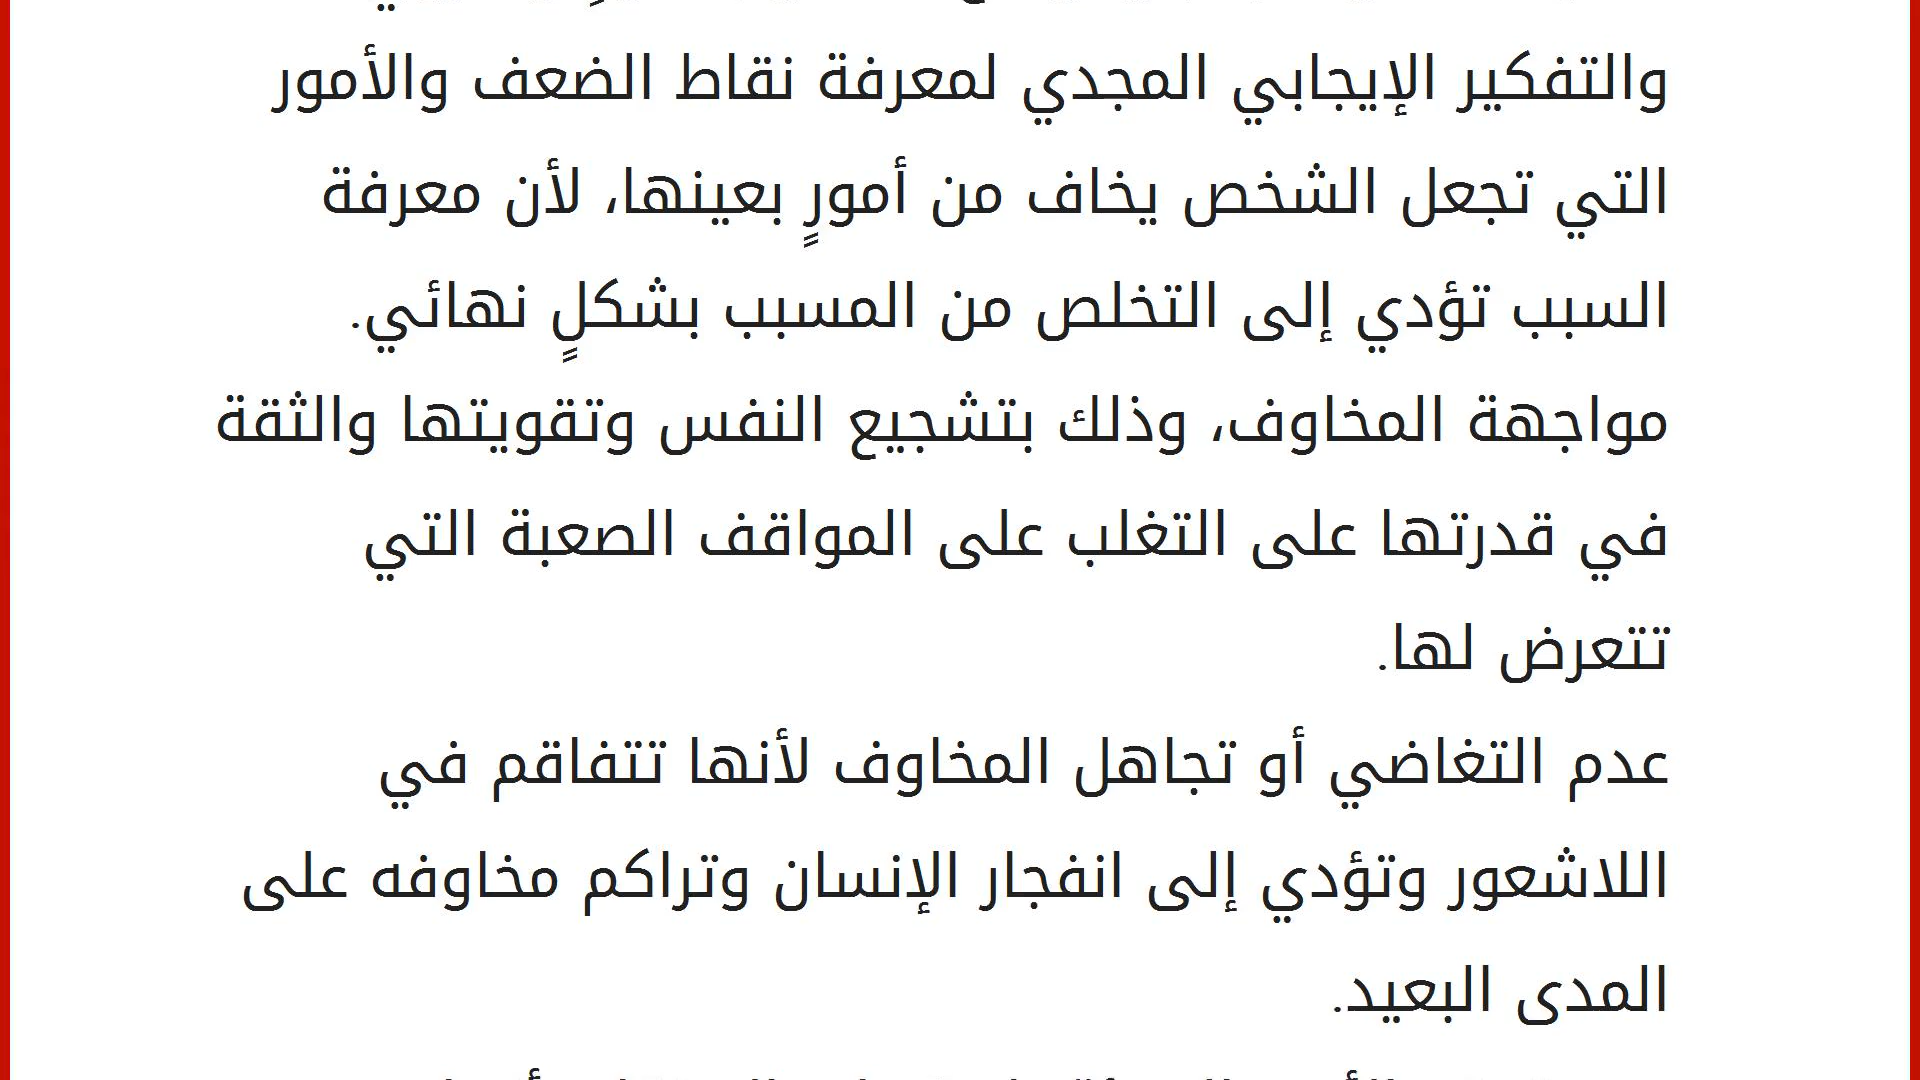 والتفكير الإيجابي المجدي لمعرفة نقاط الضعف والأمور
التي تجعل الشخص يخاف من أمورٍ بعينها، لأن معرفة
السبب تؤدي إلى التخلص من المسبب بشكلٍ نهائي.
مواجهة المخاوف، وذلك بتشجيع النفس وتقويتها والثقة
في قدرتها على التغلب على المواقف الصعبة التي
تتعرض لها.
عدم التغاضي أو تجاهل المخاوف لأنها تتفاقم في
اللاشعور وتؤدي إلى انفجار الإنسان وتراكم مخاوفه على
المدى البعيد.